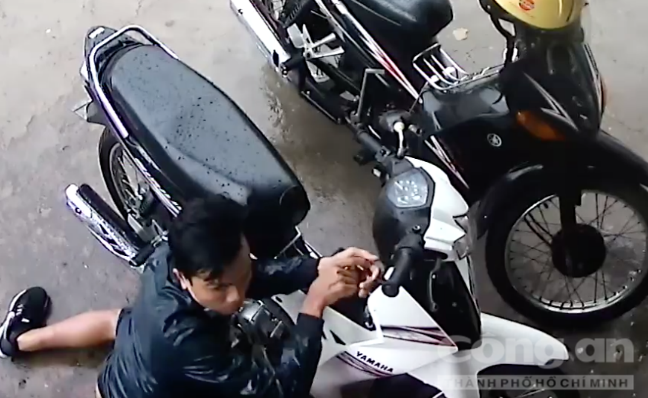 YAMAHA
Công an
THÀNH PHỐ HỒ CHÍ MINH